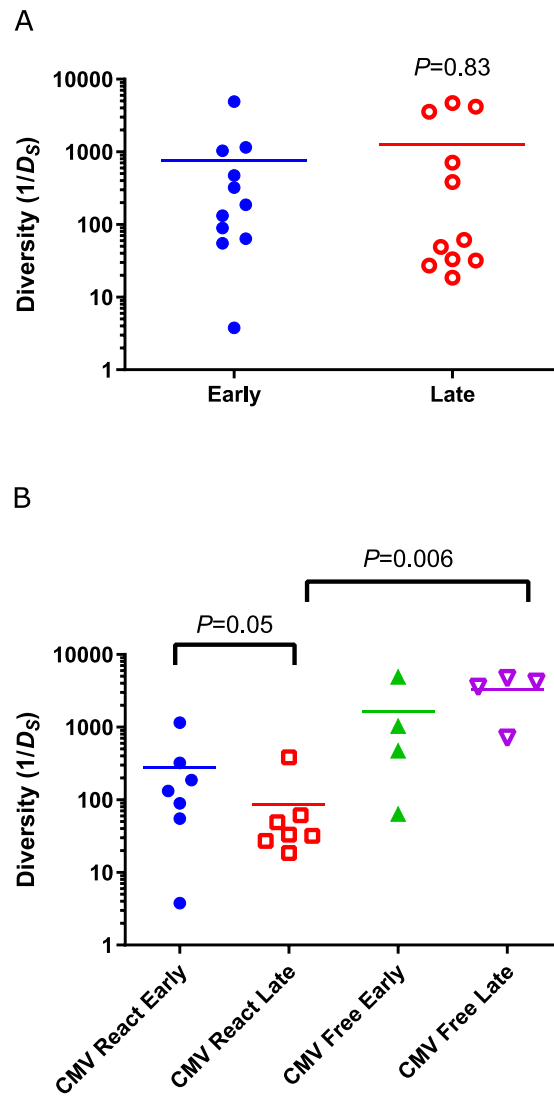 A
P=0.83
Diversity (1/DS)
10000
1000
100
10
1
Early
Late
B
P=0.006
P=0.05
Diversity (1/DS)
10000
1000
100
10
1
CMV React Early
CMV React Late
CMV Free Early
CMV Free Late